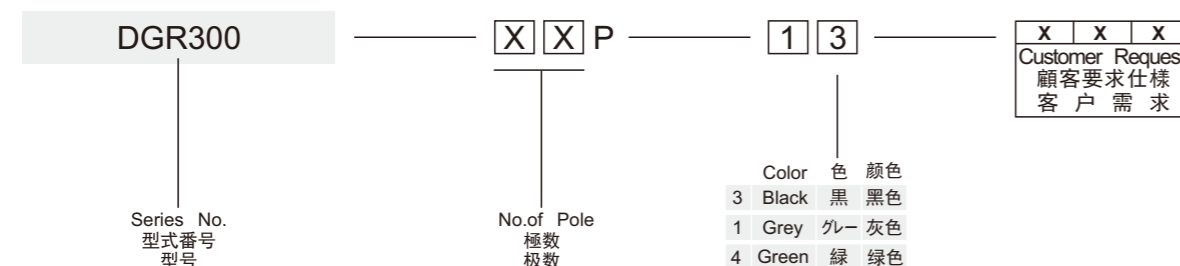 DGR300 XXP 13 X X X
Customer Reques
顧客要求仕様
客户需求
Color 色 颜色
3 Black 黒 黑色
1 Grey グレー 灰色
4 Green 緑 绿色
Series No.
型式番号
型号
No.of Pole
極数
极数